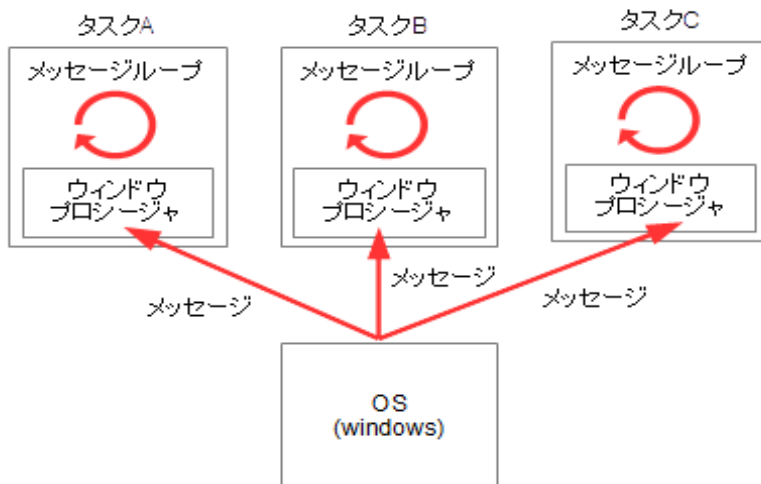 タスクA
タスクB
タスクC
メッセージループ
メッセージループ
メッセージループ
ウィンドウ
プロシージャ
ウィンドウ
プロシージャ
ウィンドウ
プロシージャ
メッセージ
メッセージ
メッセージ
OS
(windows)